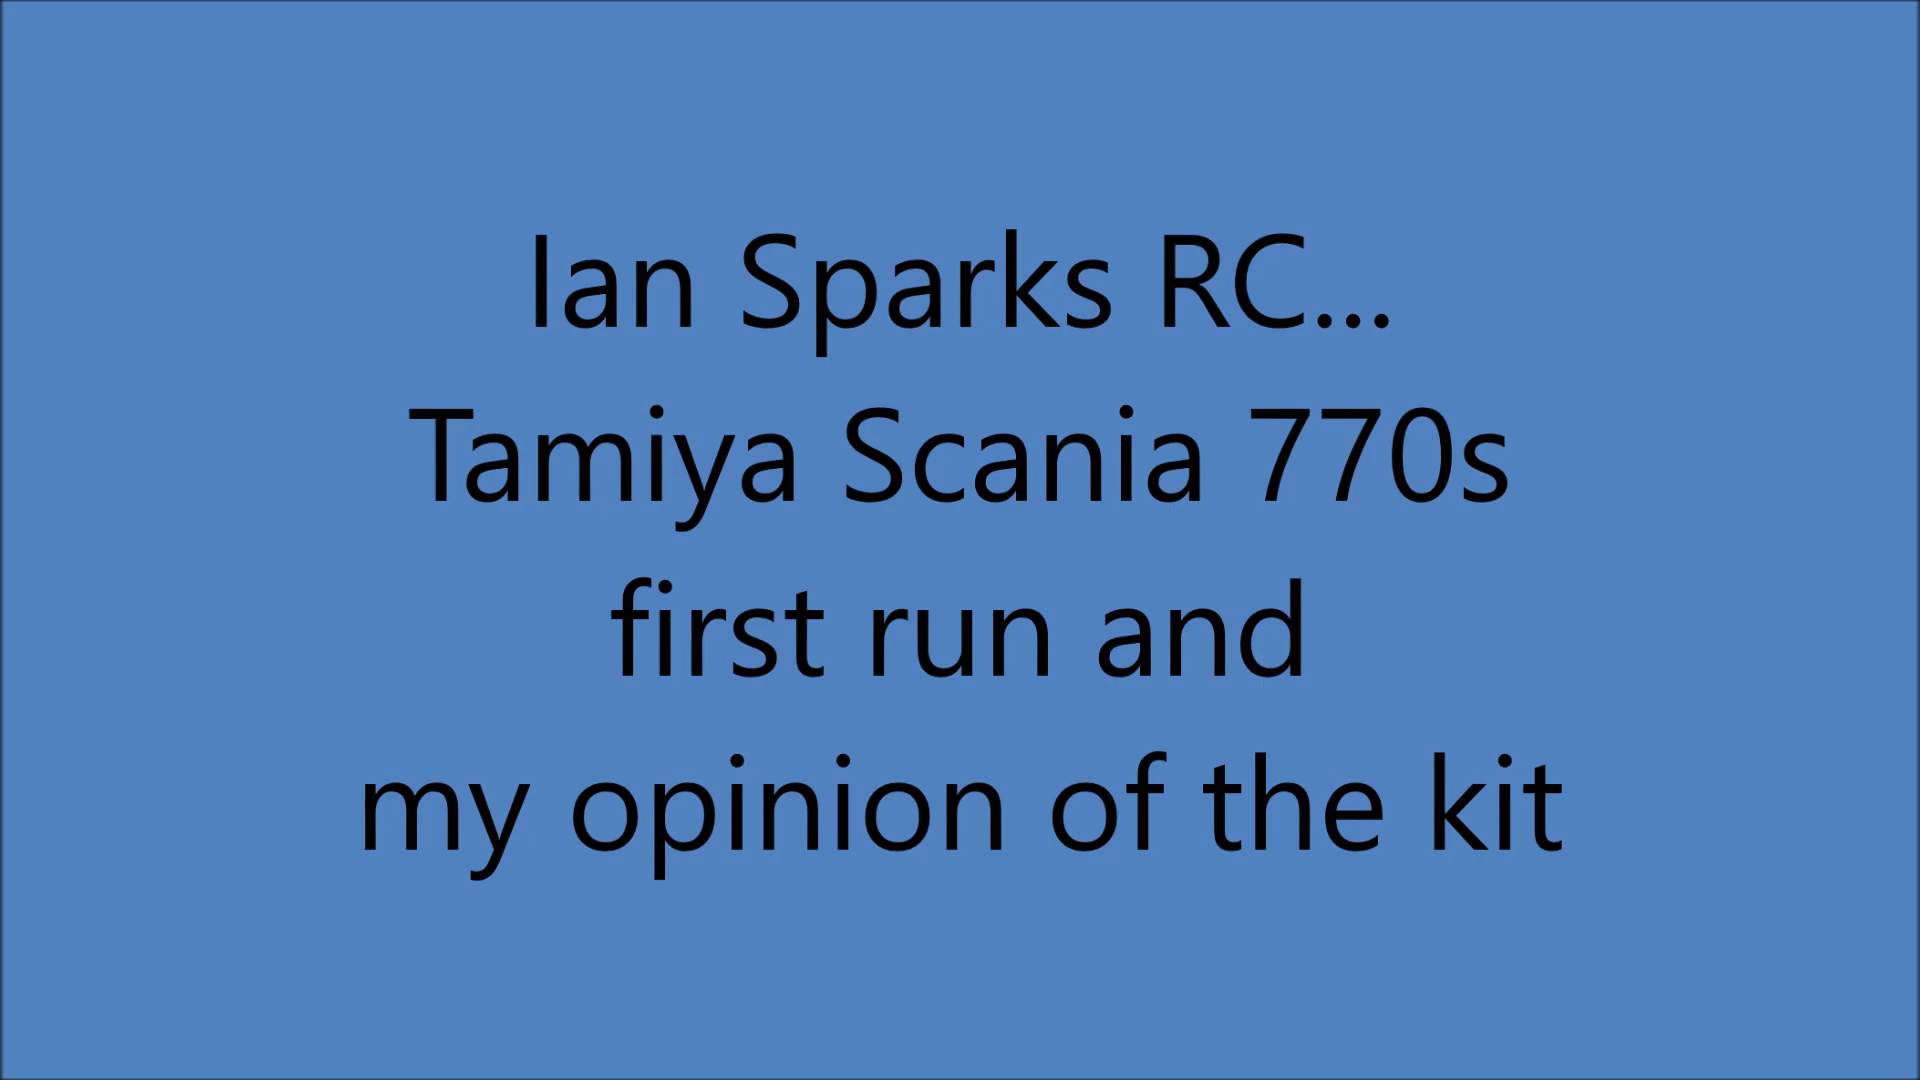 Ian Sparks RC...
Tamiya Scania 770s
first run and
my opinion of the kit